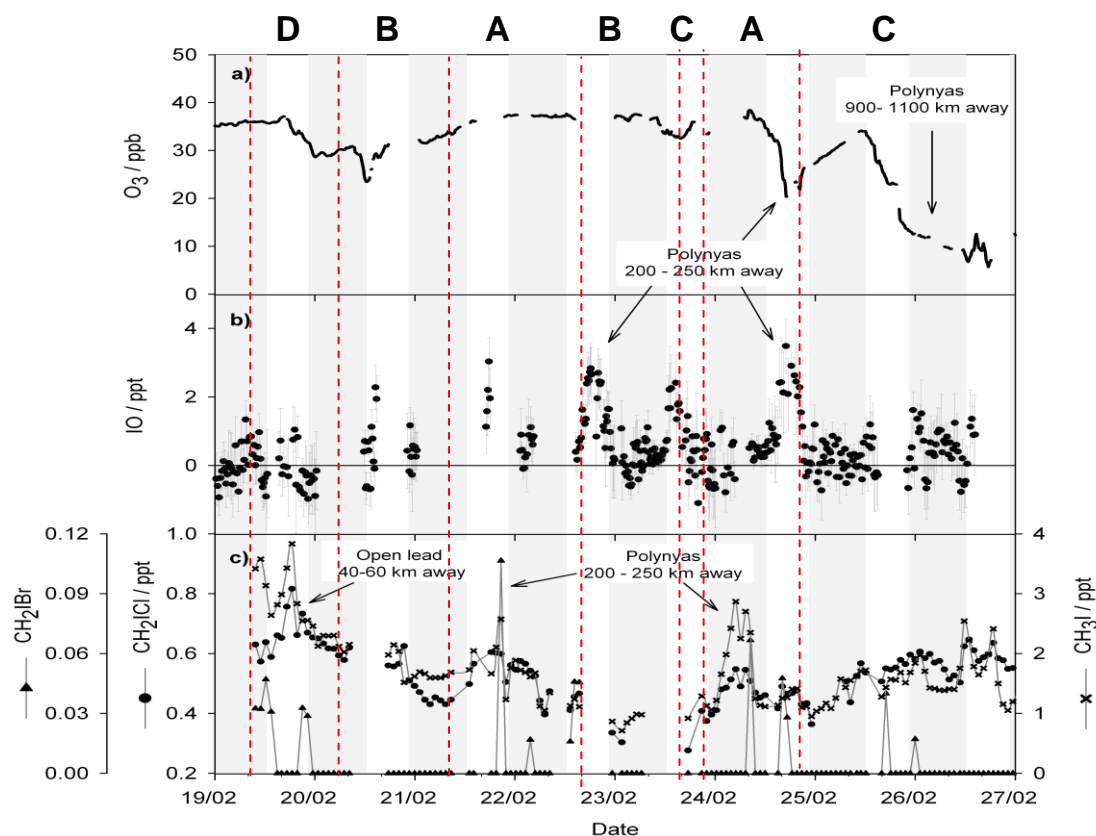 D B A B C A C
a)
50
40
30
20
10
0
O3 / ppb
Polynyas
900- 1100 km away
Polynyas
200 - 250 km away
b)
4
2
0
IO / ppt
c)
0.12
0.09
0.06
0.03
0.00
CH2IBr
1.0
0.8
0.6
0.4
0.2
CH2ICl / ppt
Open lead
40-60 km away
Polynyas
200 - 250 km away
4
3
2
1
0
CH3I / ppt
19/02 20/02 21/02 22/02 23/02 24/02 25/02 26/02 27/02
Date